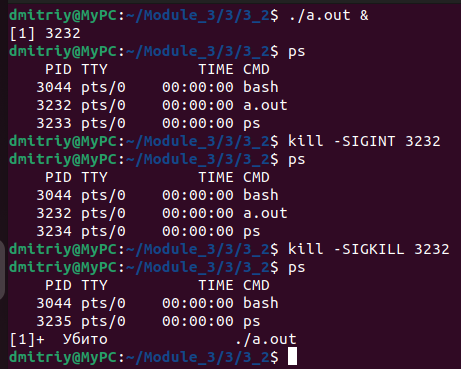 dmitriy@MyPC:~/Module_3/3/3_2$ ./a.out &
[1] 3232
dmitriy@MyPC:~/Module_3/3/3_2$ ps
    PID TTY          TIME CMD
   3044 pts/0    00:00:00 bash
   3232 pts/0    00:00:00 a.out
   3233 pts/0    00:00:00 ps
dmitriy@MyPC:~/Module_3/3/3_2$ kill -SIGINT 3232
dmitriy@MyPC:~/Module_3/3/3_2$ ps
    PID TTY          TIME CMD
   3044 pts/0    00:00:00 bash
   3232 pts/0    00:00:00 a.out
   3234 pts/0    00:00:00 ps
dmitriy@MyPC:~/Module_3/3/3_2$ kill -SIGKILL 3232
dmitriy@MyPC:~/Module_3/3/3_2$ ps
    PID TTY          TIME CMD
   3044 pts/0    00:00:00 bash
   3235 pts/0    00:00:00 ps
[1]+  Убито              ./a.out
dmitriy@MyPC:~/Module_3/3/3_2$